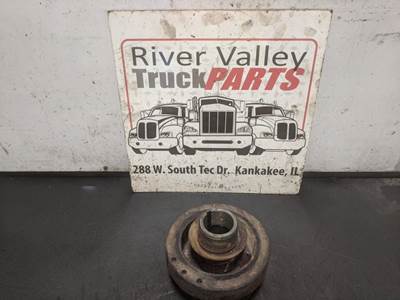 River Valley
TruckPARTS
288 W. South Tec Dr. Kankakee, IL